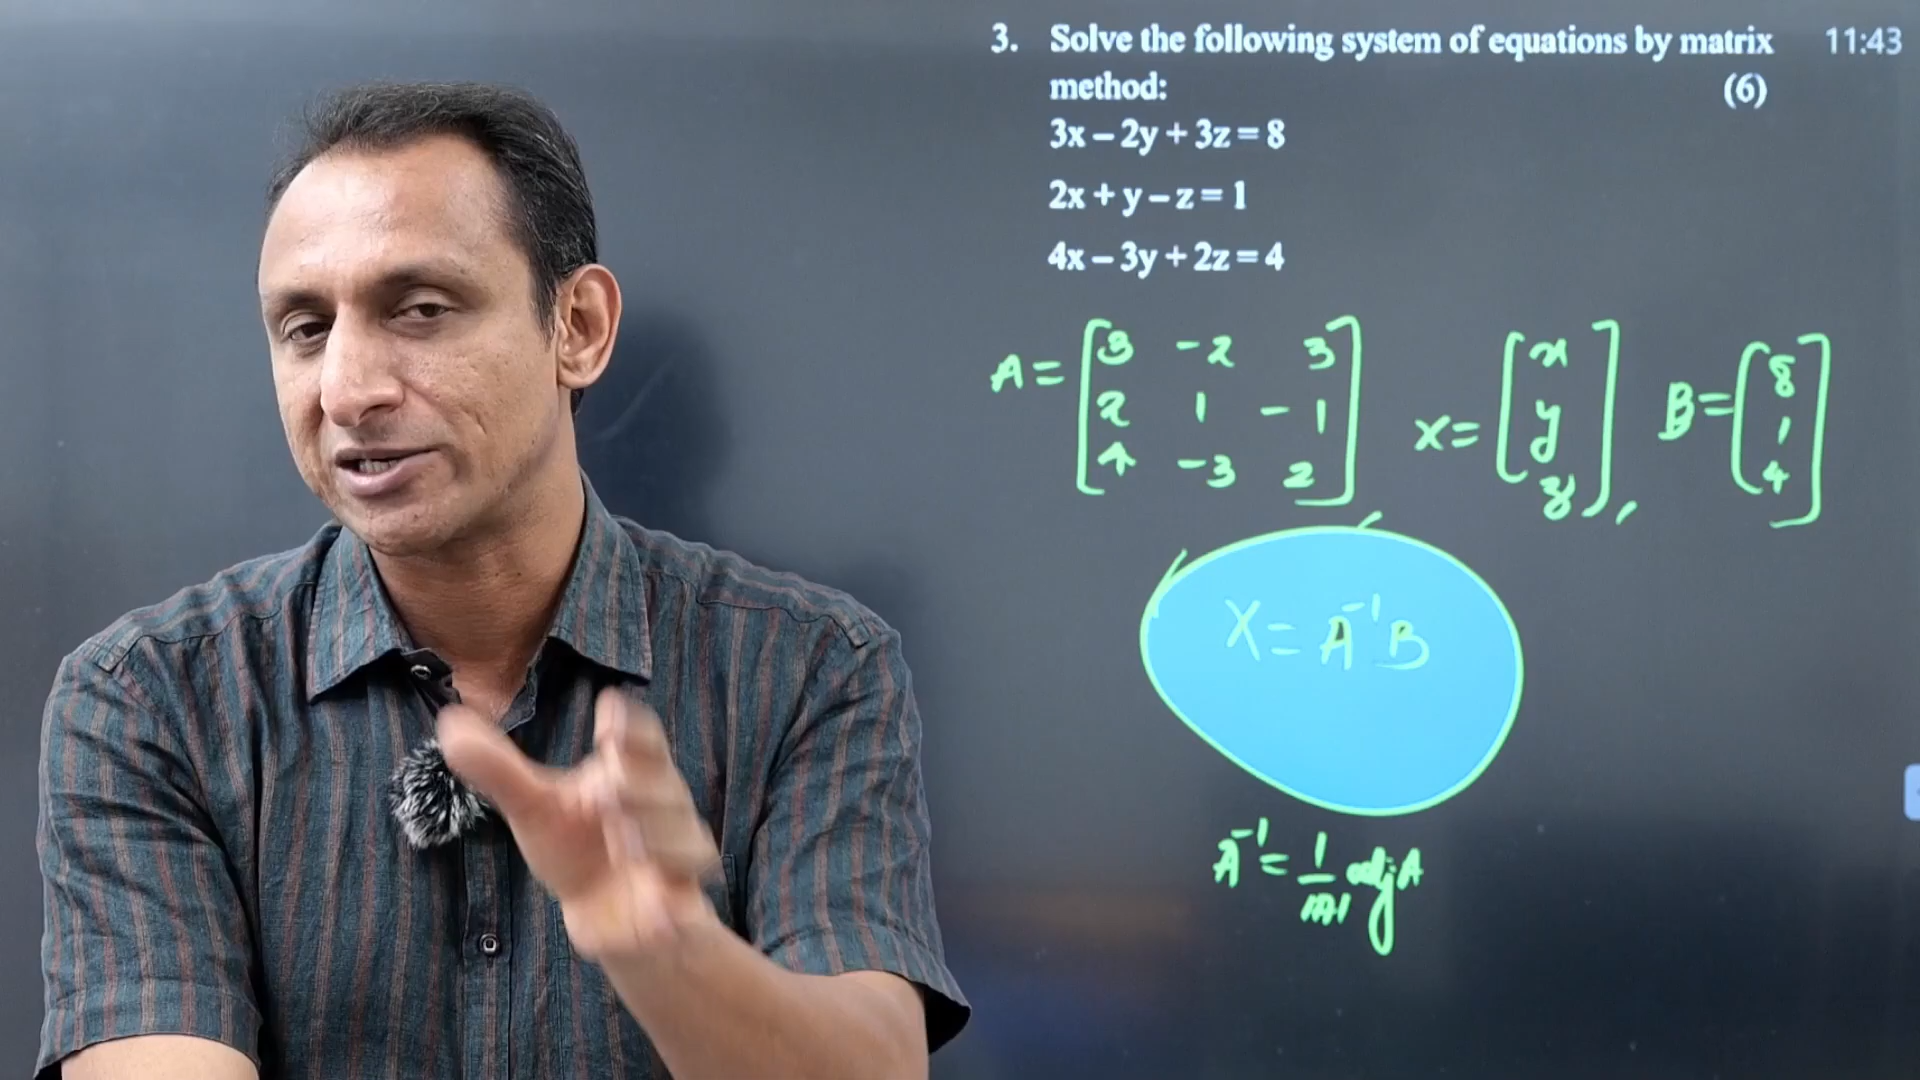 3. Solve the following system of equations by matrix 11:43
method: (6)
3x – 2y + 3z = 8
2x + y – z = 1
4x – 3y + 2z = 4
A = [3 -2 3
2 1 -1
4 -3 2]
X = [x
y
z],
B = [8
1
4]
X = A⁻¹B
A⁻¹ = 1/|A| adj A